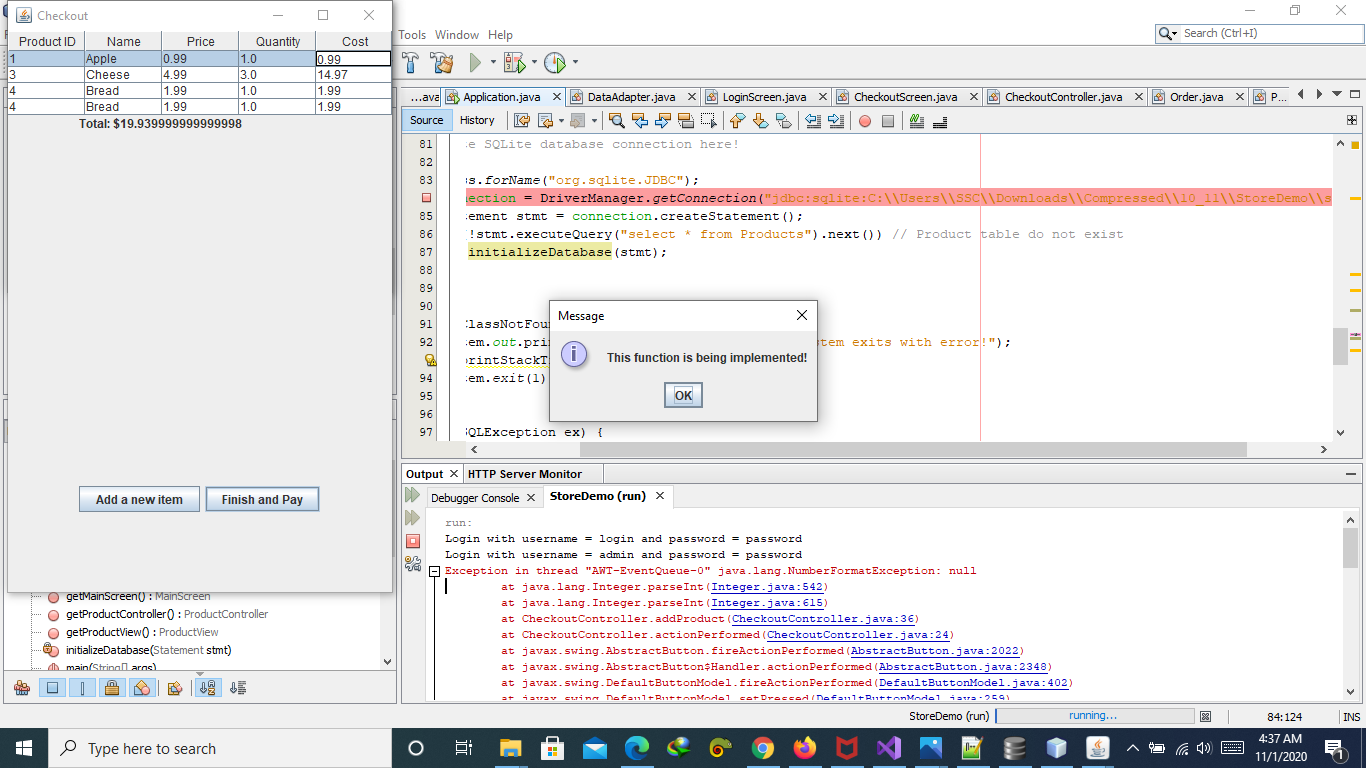 Checkout
Product ID Name Price Quantity Cost
1 Apple 0.99 1.0 0.99
3 Cheese 4.99 3.0 14.97
4 Bread 1.99 1.0 1.99
4 Bread 1.99 1.0 1.99
Total: $19.939999999999998
Add a new item Finish and Pay
Tools Window Help
Search (Ctrl+I)
...ava Application.java DataAdapter.java LoginScreen.java CheckoutScreen.java CheckoutController.java Order.java P...
Source History
81 :e SQLite database connection here!
82
83 ss.forName("org.sqlite.JDBC");
nection = DriverManager.getConnection("jdbc:sqlite:C:\\Users\\SSC\\Downloads\\Compressed\\10_11\\StoreDemo\\s
85 :ement stmt = connection.createStatement();
86 (!stmt.executeQuery("select * from Products").next()) // Product table do not exist
87 initializeDatabase(stmt);
88
89
90
91 ClassNotFou
92 :em.out.prin stem exits with error!");
printStackT
94 :em.exit(1)
95
96
97 SQLException ex) {
Message
This function is being implemented!
OK
Output HTTP Server Monitor
Debugger Console StoreDemo (run)
run:
Login with username = login and password = password
Login with username = admin and password = password
Exception in thread "AWT-EventQueue-0" java.lang.NumberFormatException: null
at java.lang.Integer.parseInt(Integer.java:542)
at java.lang.Integer.parseInt(Integer.java:615)
at CheckoutController.addProduct(CheckoutController.java:36)
at CheckoutController.actionPerformed(CheckoutController.java:24)
at javax.swing.AbstractButton.fireActionPerformed(AbstractButton.java:2022)
at javax.swing.AbstractButton$Handler.actionPerformed(AbstractButton.java:2348)
at javax.swing.DefaultButtonModel.fireActionPerformed(DefaultButtonModel.java:402)
at javax.swing.DefaultButtonModel.setPressed(DefaultButtonModel.java:259)
getMainScreen() : MainScreen
getProductController() : ProductController
getProductView() : ProductView
initializeDatabase(Statement stmt)
main(String[] args)
StoreDemo (run) running... 84:124 INS
Type here to search
4:37 AM
11/1/2020
1